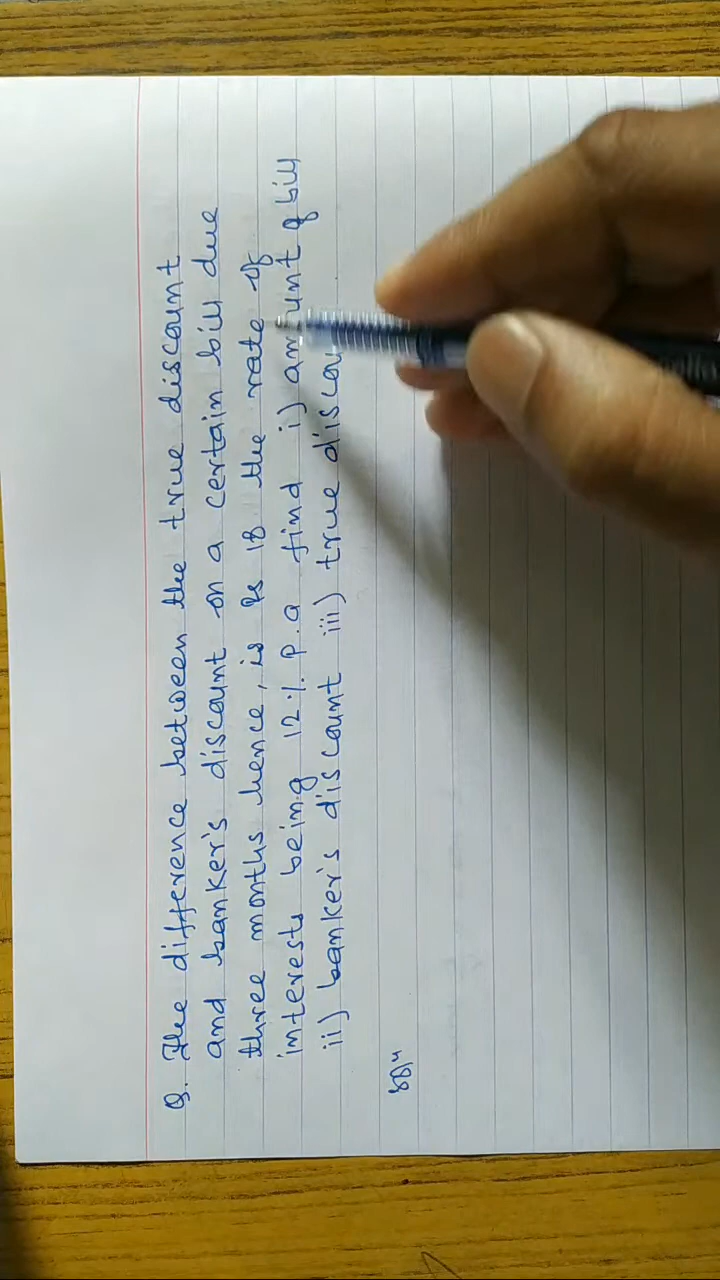 Q. The difference between the true discount
and banker's discount on a certain bill due
three months hence, is Rs 18 the rate of
interests being 12% P.a find i) amount of bill
ii) banker's discount iii) true
soln